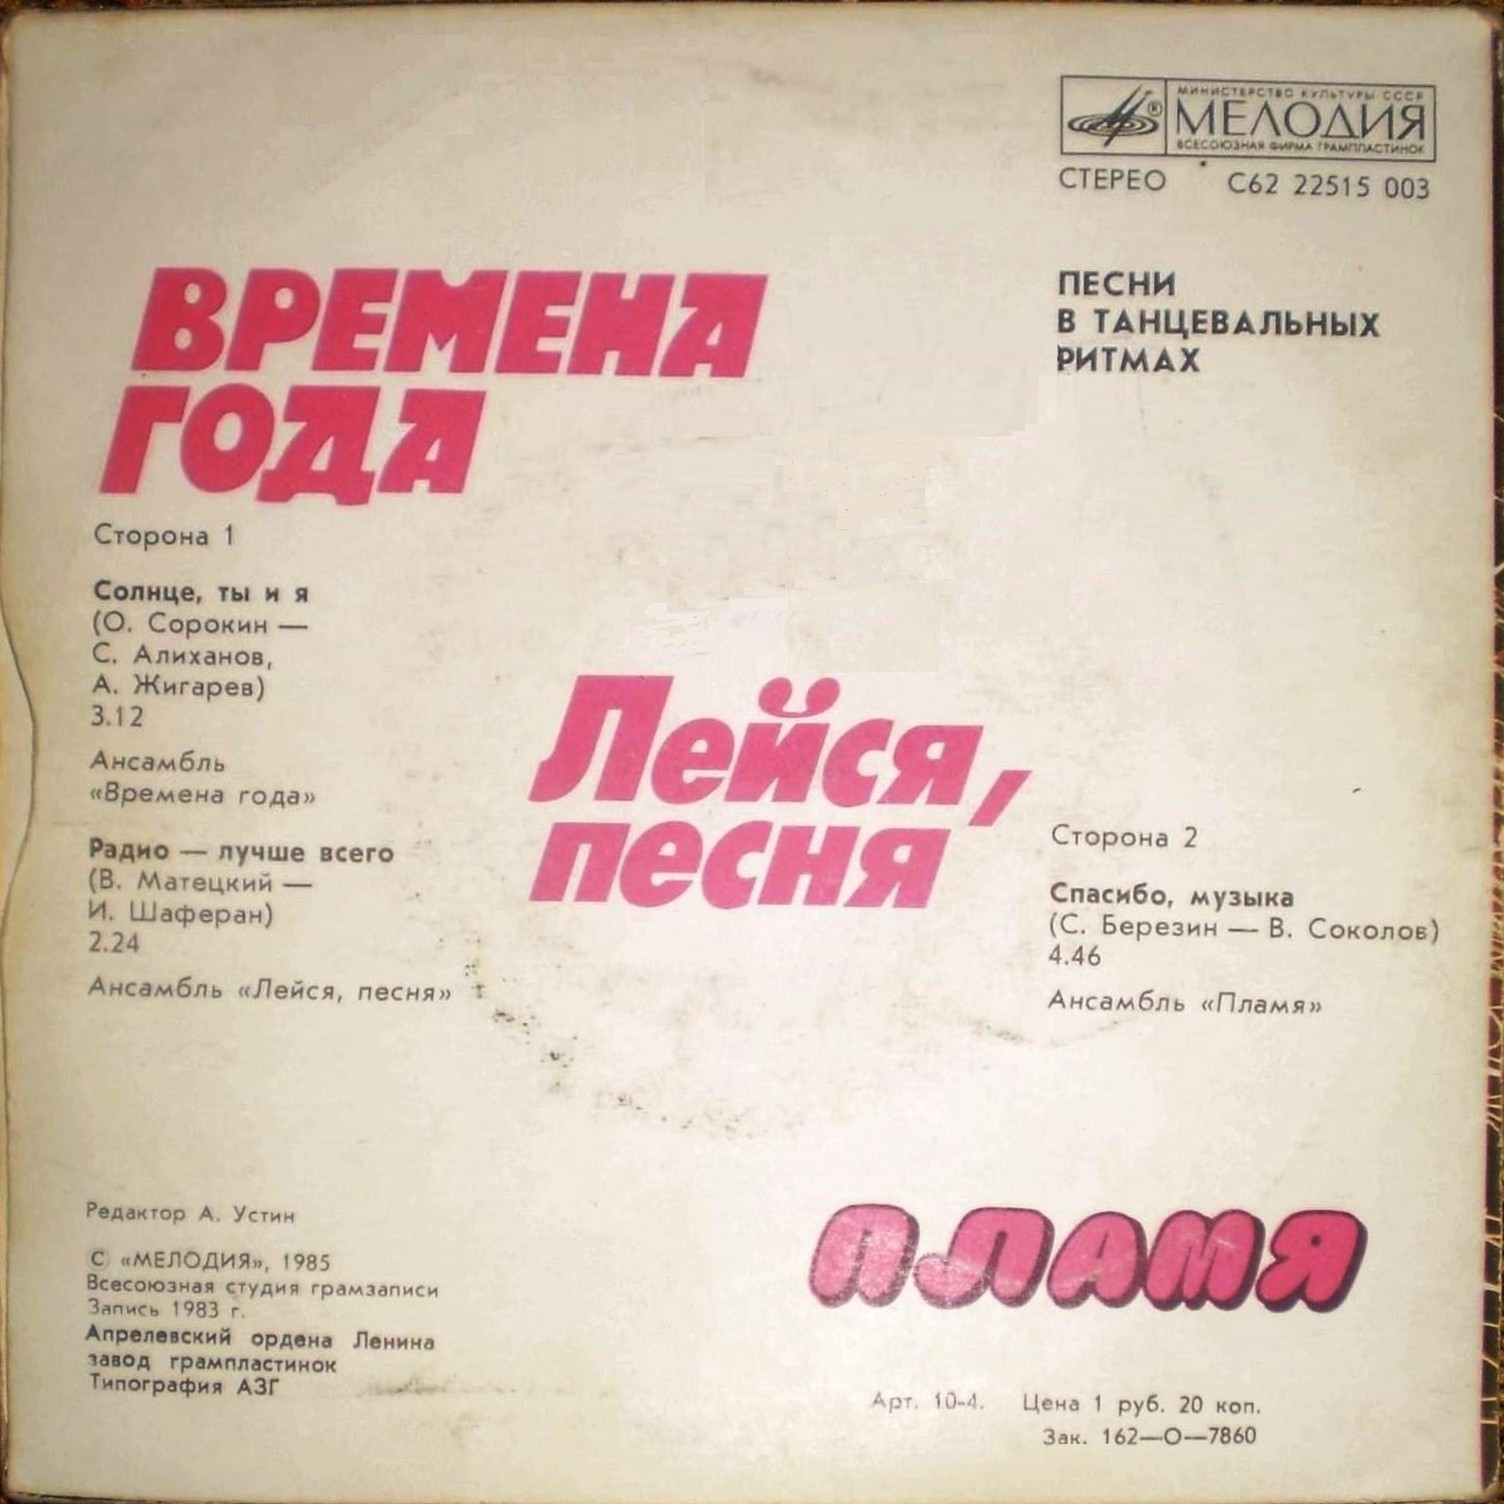 МИНИСТЕРСТВО КУЛЬТУРЫ СССР
МЕЛОДИЯ
ВСЕСОЮЗНАЯ ФИРМА ГРАМПЛАСТИНОК
СТЕРЕО С62 22515 003
ПЕСНИ
В ТАНЦЕВАЛЬНЫХ
РИТМАХ
ВРЕМЕНА
ГОДА
Сторона 1
Солнце, ты и я
(О. Сорокин —
С. Алиханов,
А. Жигарев)
3.12
Ансамбль
«Времена года»
Радио — лучше всего
(В. Матецкий —
И. Шаферан)
2.24
Ансамбль «Лейся, песня»
Лейся,
песня
Сторона 2
Спасибо, музыка
(С. Березин — В. Соколов)
4.46
Ансамбль «Пламя»
ПЛАМЯ
Редактор А. Устин
© «МЕЛОДИЯ», 1985
Всесоюзная студия грамзаписи
Запись 1983 г.
Апрелевский ордена Ленина
завод грампластинок
Типография АЗГ
Арт. 10-4. Цена 1 руб. 20 коп.
Зак. 162—О—7860